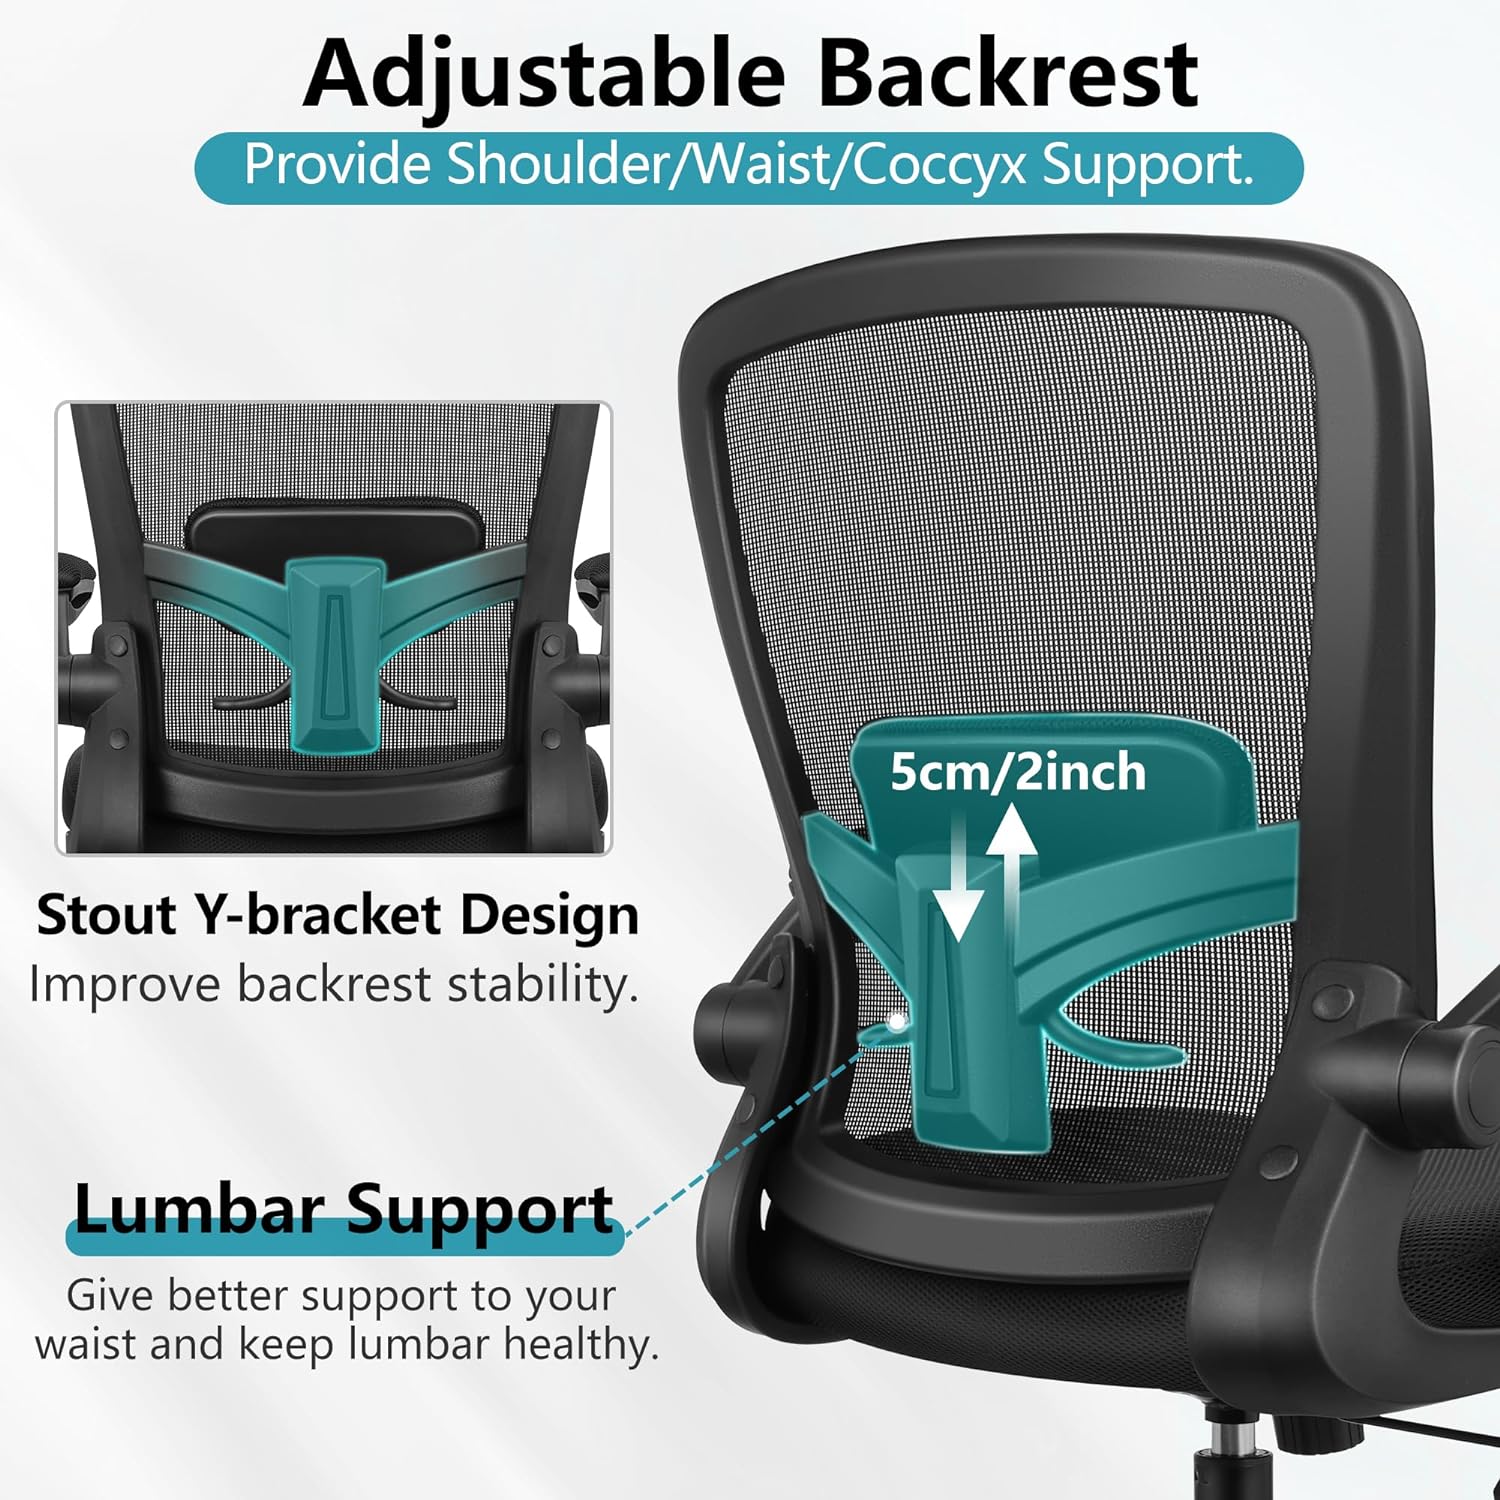 Adjustable Backrest
Provide Shoulder/Waist/Coccyx Support.
5cm/2inch
Stout Y-bracket Design
Improve backrest stability.
Lumbar Support
Give better support to your
waist and keep lumbar healthy.